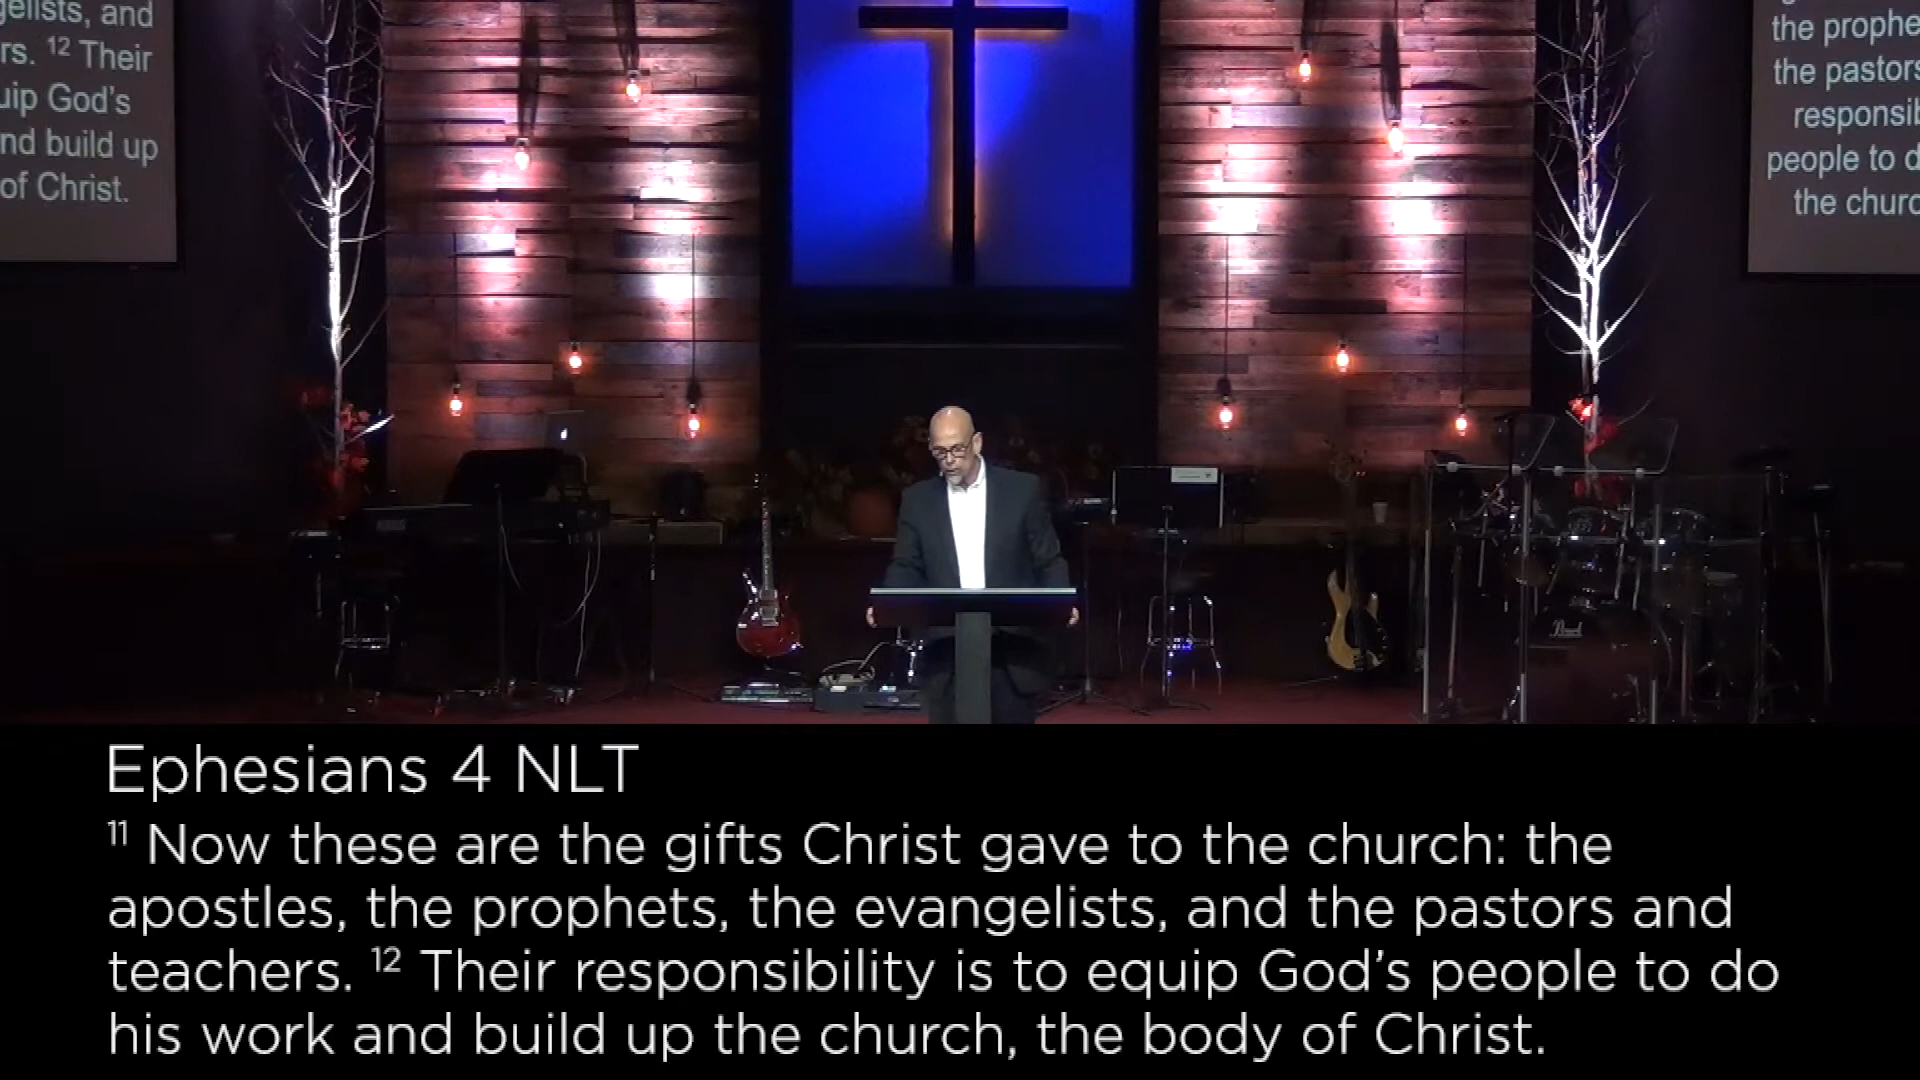 gelists, and
rs. 12 Their
uip God's
nd build up
of Christ.
the prophe
the pastors
responsib
people to d
the churc
Pearl
Ephesians 4 NLT
11 Now these are the gifts Christ gave to the church: the
apostles, the prophets, the evangelists, and the pastors and
teachers. 12 Their responsibility is to equip God's people to do
his work and build up the church, the body of Christ.